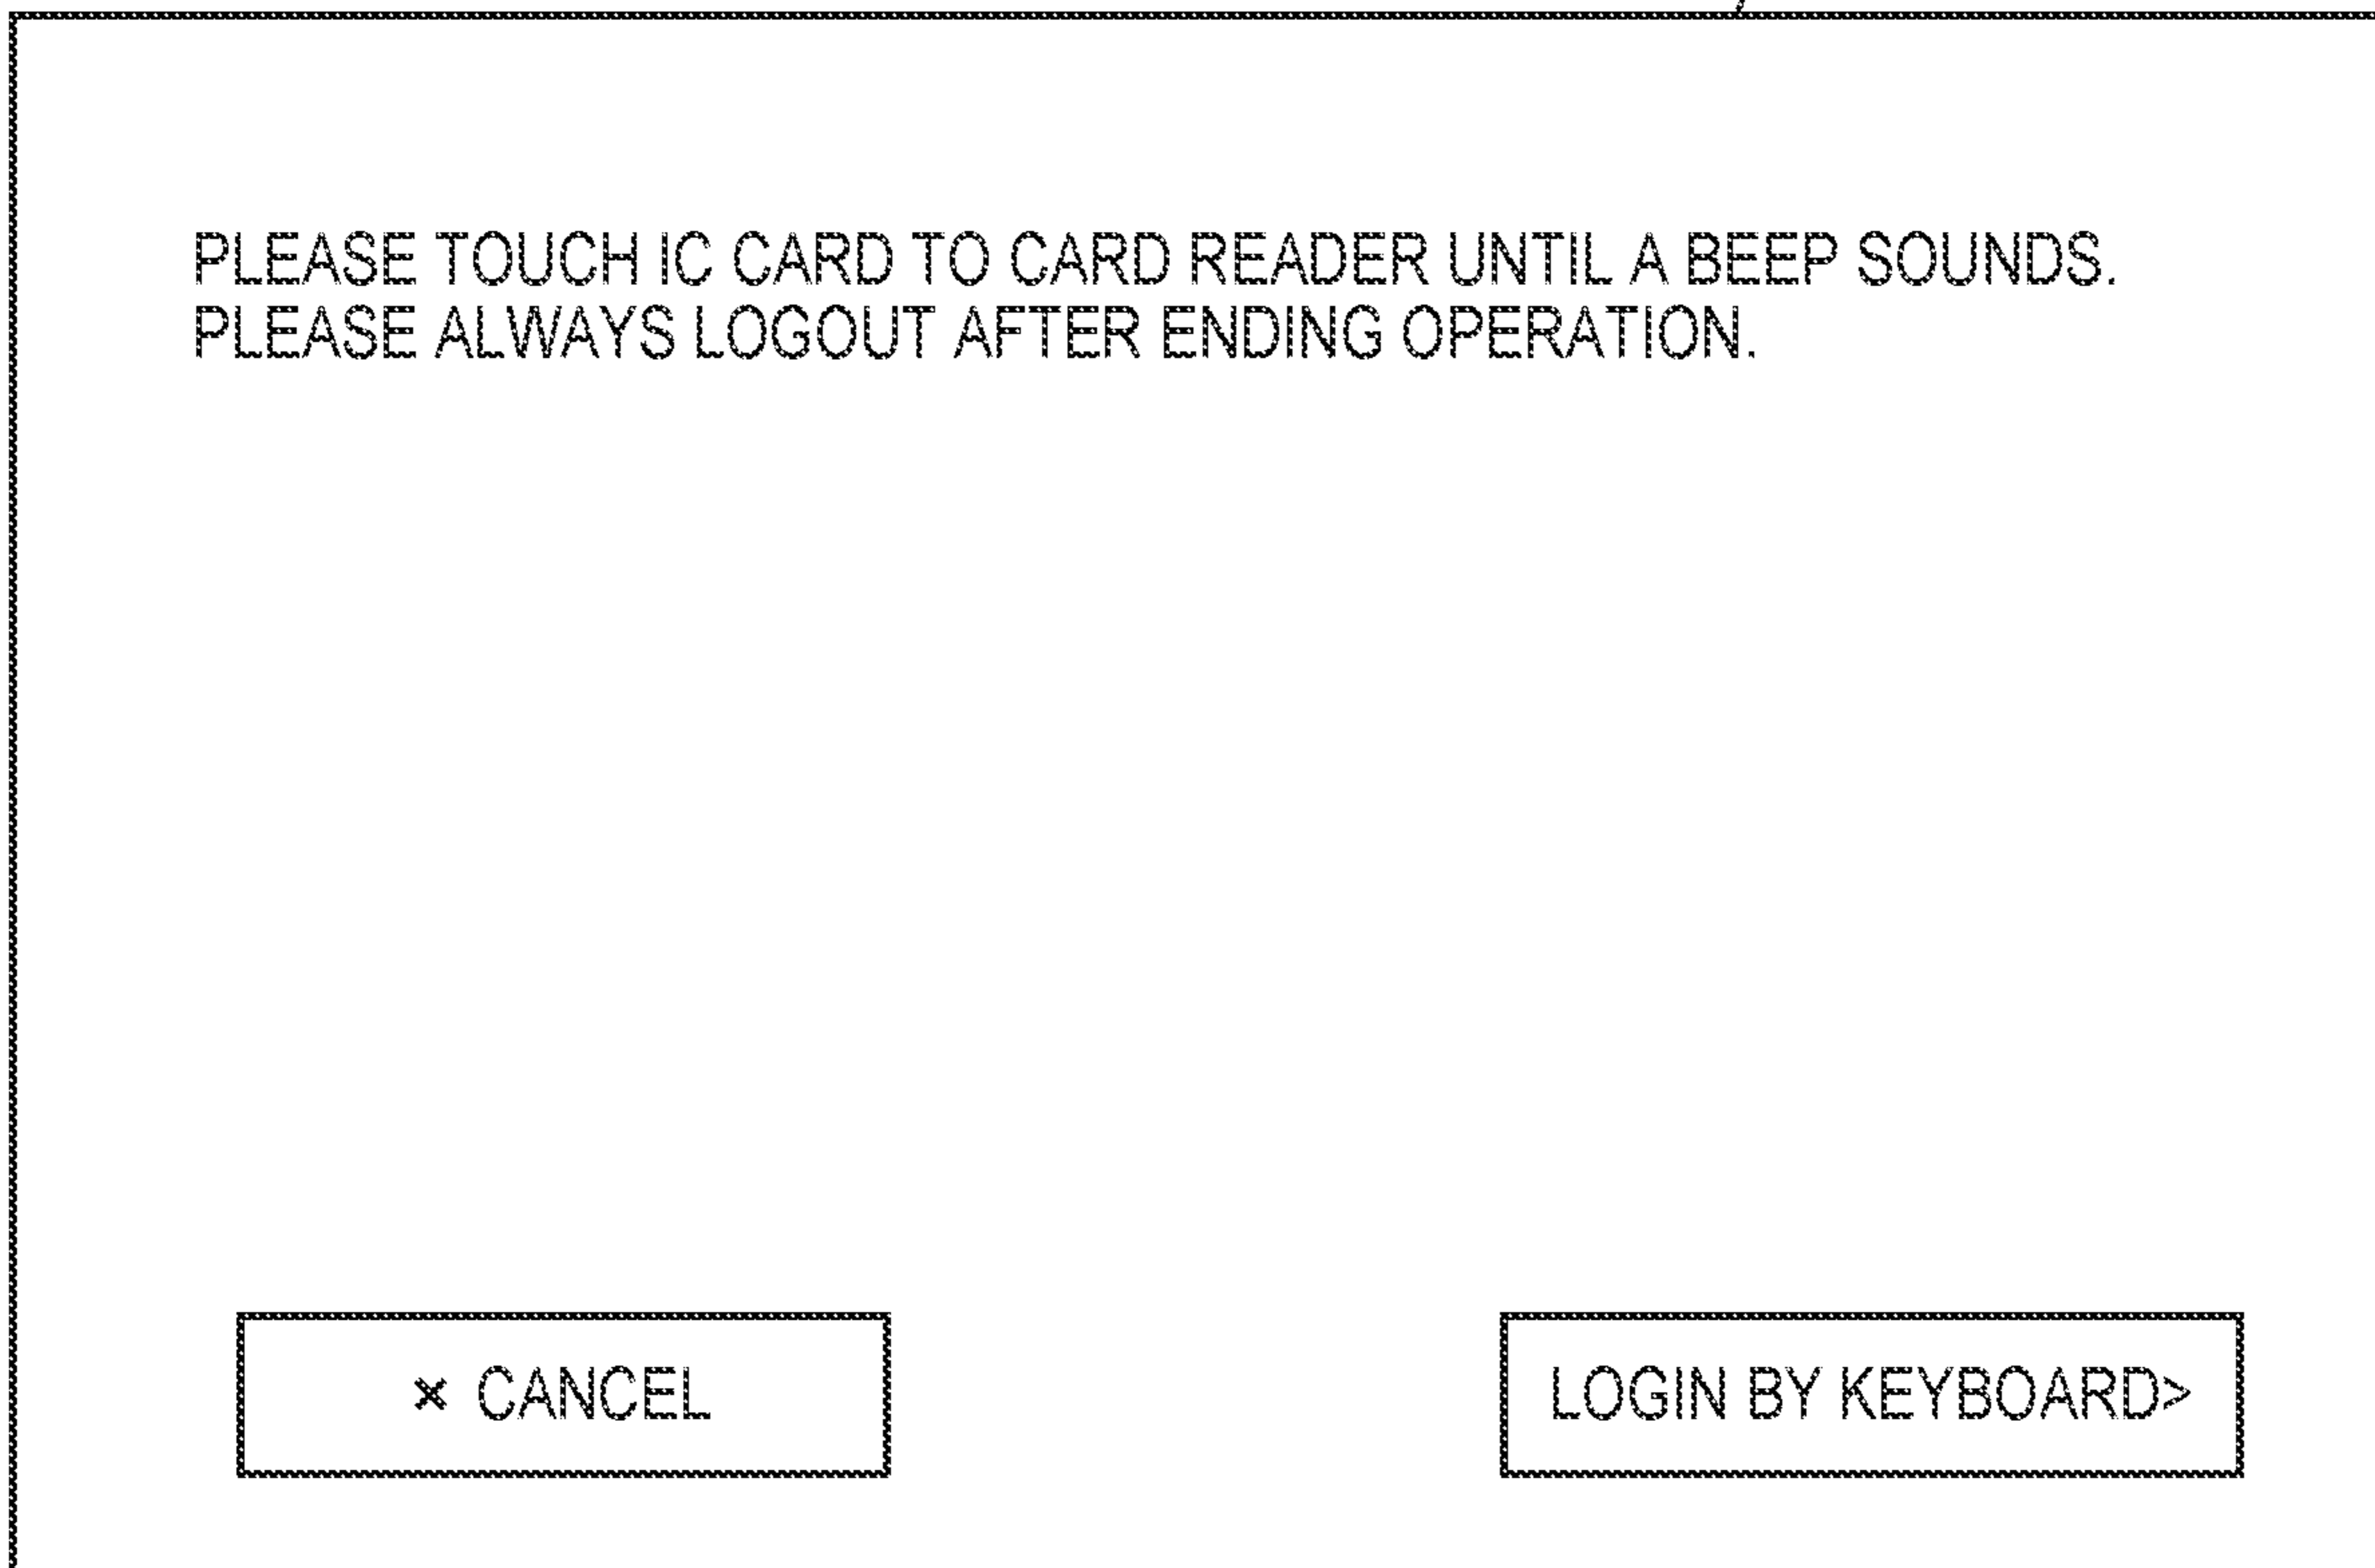 PLEASE TOUCH IC CARD TO CARD READER UNTIL A BEEP SOUNDS.
PLEASE ALWAYS LOGOUT AFTER ENDING OPERATION.
× CANCEL
LOGIN BY KEYBOARD>